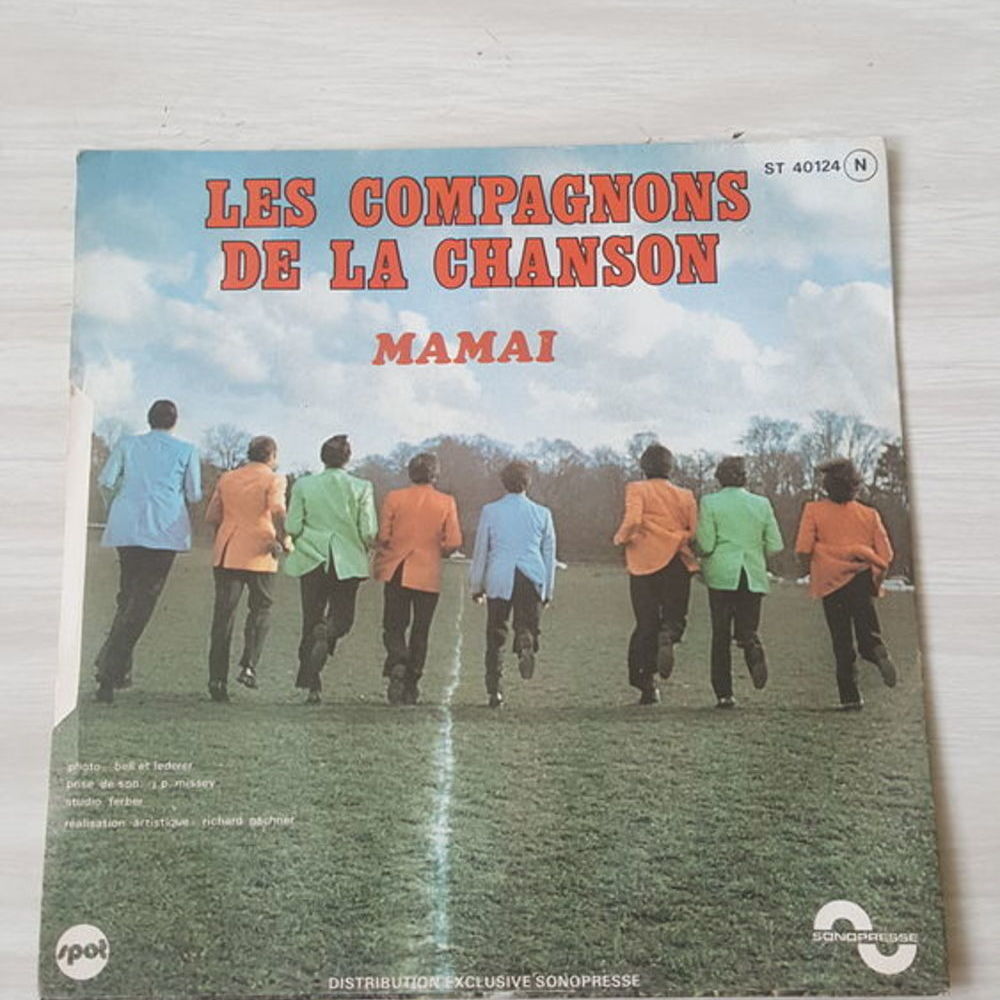 ST 40124 N
LES COMPAGNONS
DE LA CHANSON
MAMAI
photo : bell et lederer
prise de son : j.p. missey
studio ferber
réalisation artistique : richard
spot
SONOPRESSE
DISTRIBUTION EXCLUSIVE SONOPRESSE